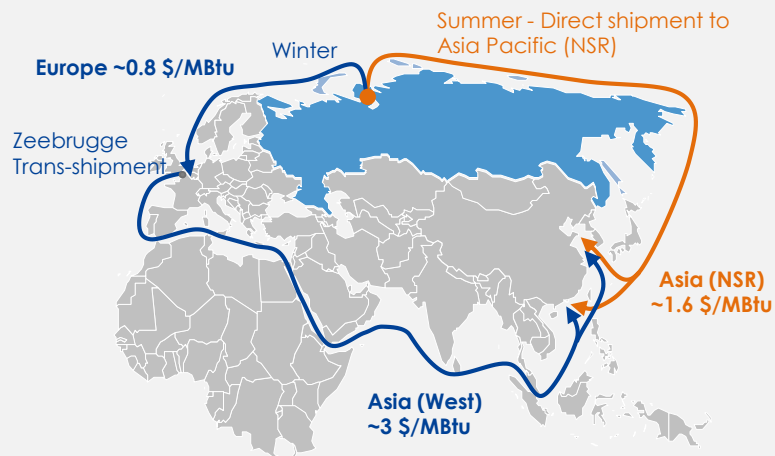 Summer - Direct shipment to
Asia Pacific (NSR)
Winter
Europe ~0.8 $/MBtu
Zeebrugge
Trans-shipment
Asia (NSR)
~1.6 $/MBtu
Asia (West)
~3 $/MBtu